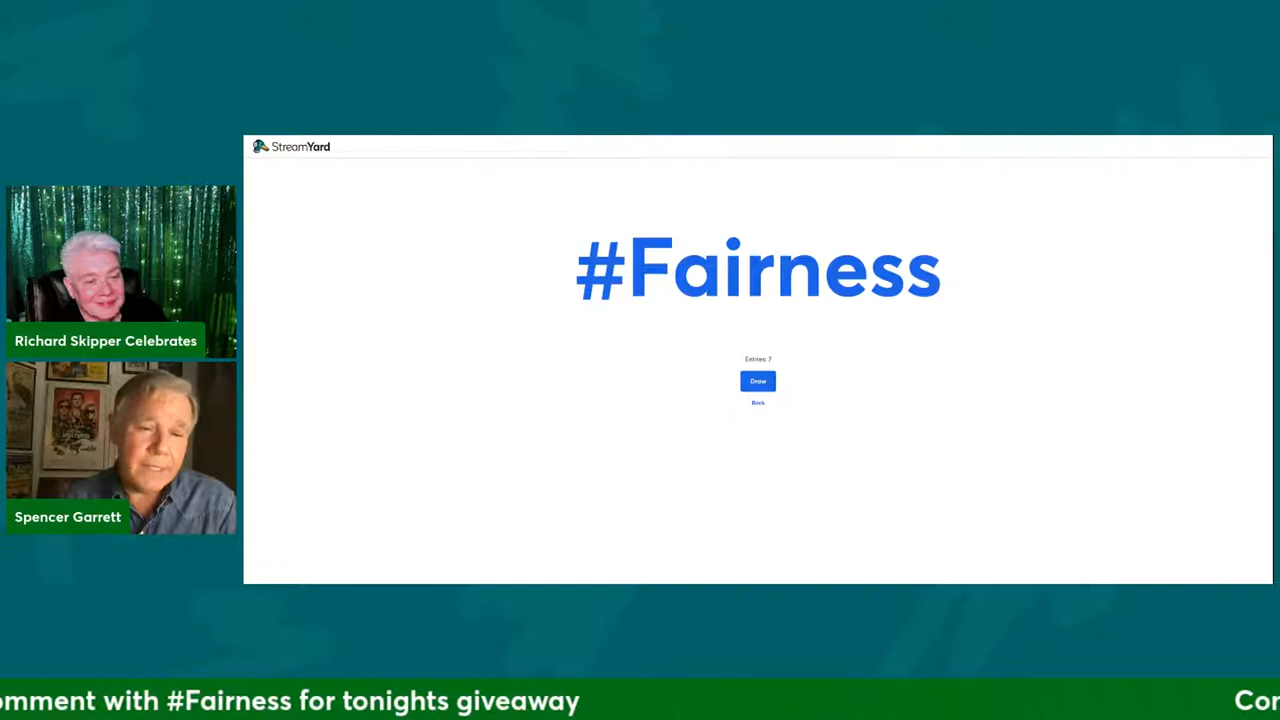 StreamYard
#Fairness
Entries: 7
Draw
Back
Richard Skipper Celebrates
Spencer Garrett
omment with #Fairness for tonights giveaway
Cor